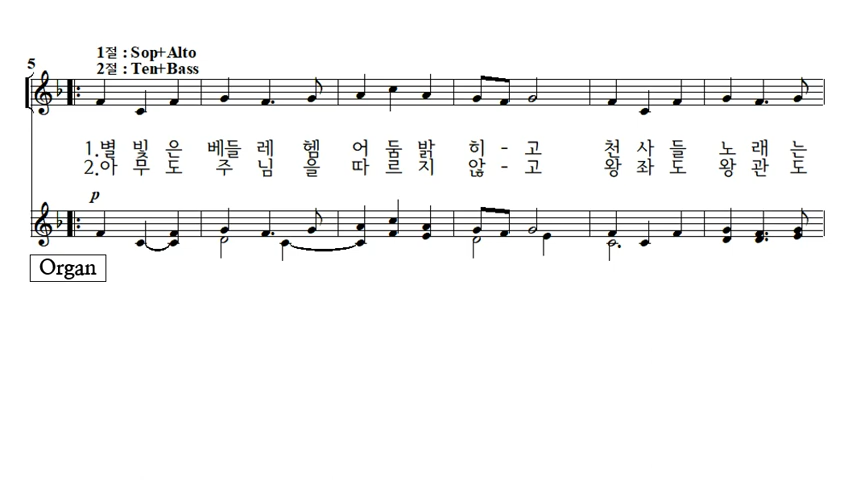 1절 : Sop+Alto
2절 : Ten+Bass
5
1.별 빛 은 베들 레 헴 어 둠 밝 히 - 고 천 사 들 노 래 는
2.아 무 도 주 님 을 따 르 지 않 - 고 왕 좌 도 왕 관 도
p
Organ